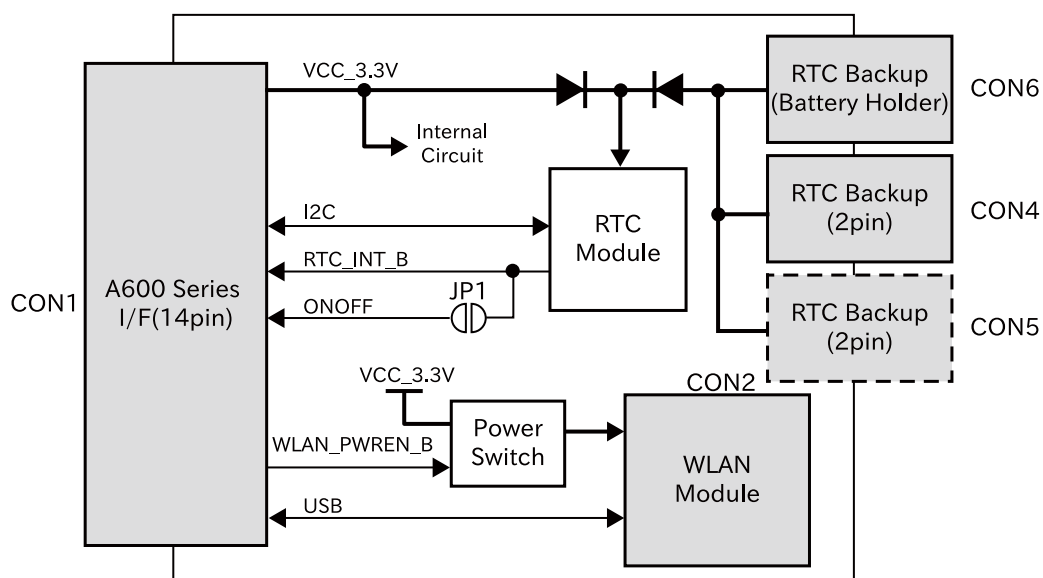 VCC_3.3V
RTC Backup
(Battery Holder)
CON6
Internal
Circuit
RTC Backup
(2pin)
CON4
I2C
RTC
Module
RTC_INT_B
CON1
A600 Series
I/F(14pin)
JP1
ONOFF
RTC Backup
(2pin)
CON5
VCC_3.3V
CON2
Power
Switch
WLAN_PWREN_B
WLAN
Module
USB